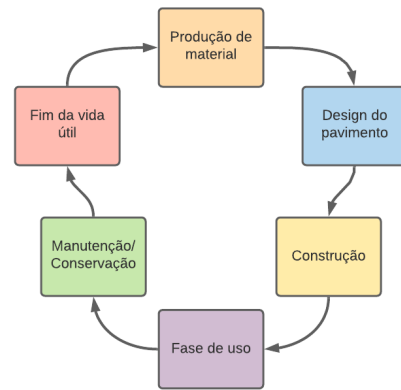 Produção de
material
Design do
pavimento
Construção
Fase de uso
Manutenção/
Conservação
Fim da vida
útil